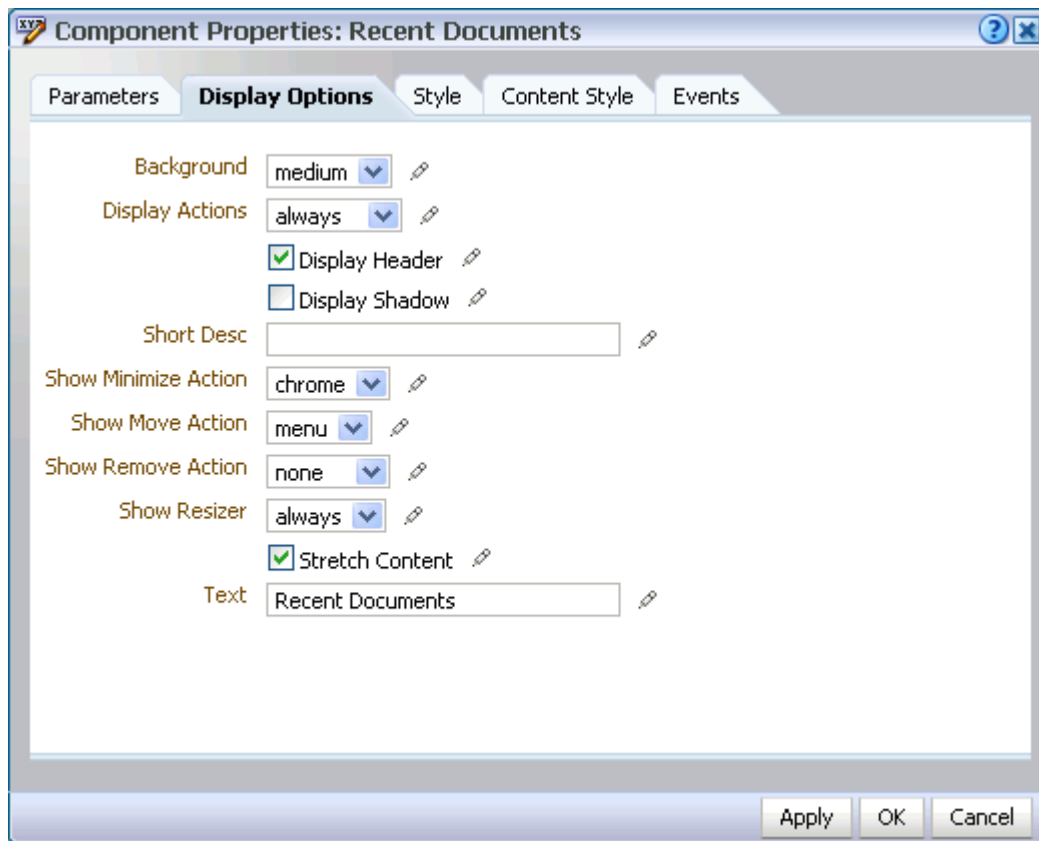 Component Properties: Recent Documents
Parameters Display Options Style Content Style Events
Background medium
Display Actions always
Display Header
Display Shadow
Short Desc
Show Minimize Action chrome
Show Move Action menu
Show Remove Action none
Show Resizer always
Stretch Content
Text Recent Documents
Apply OK Cancel